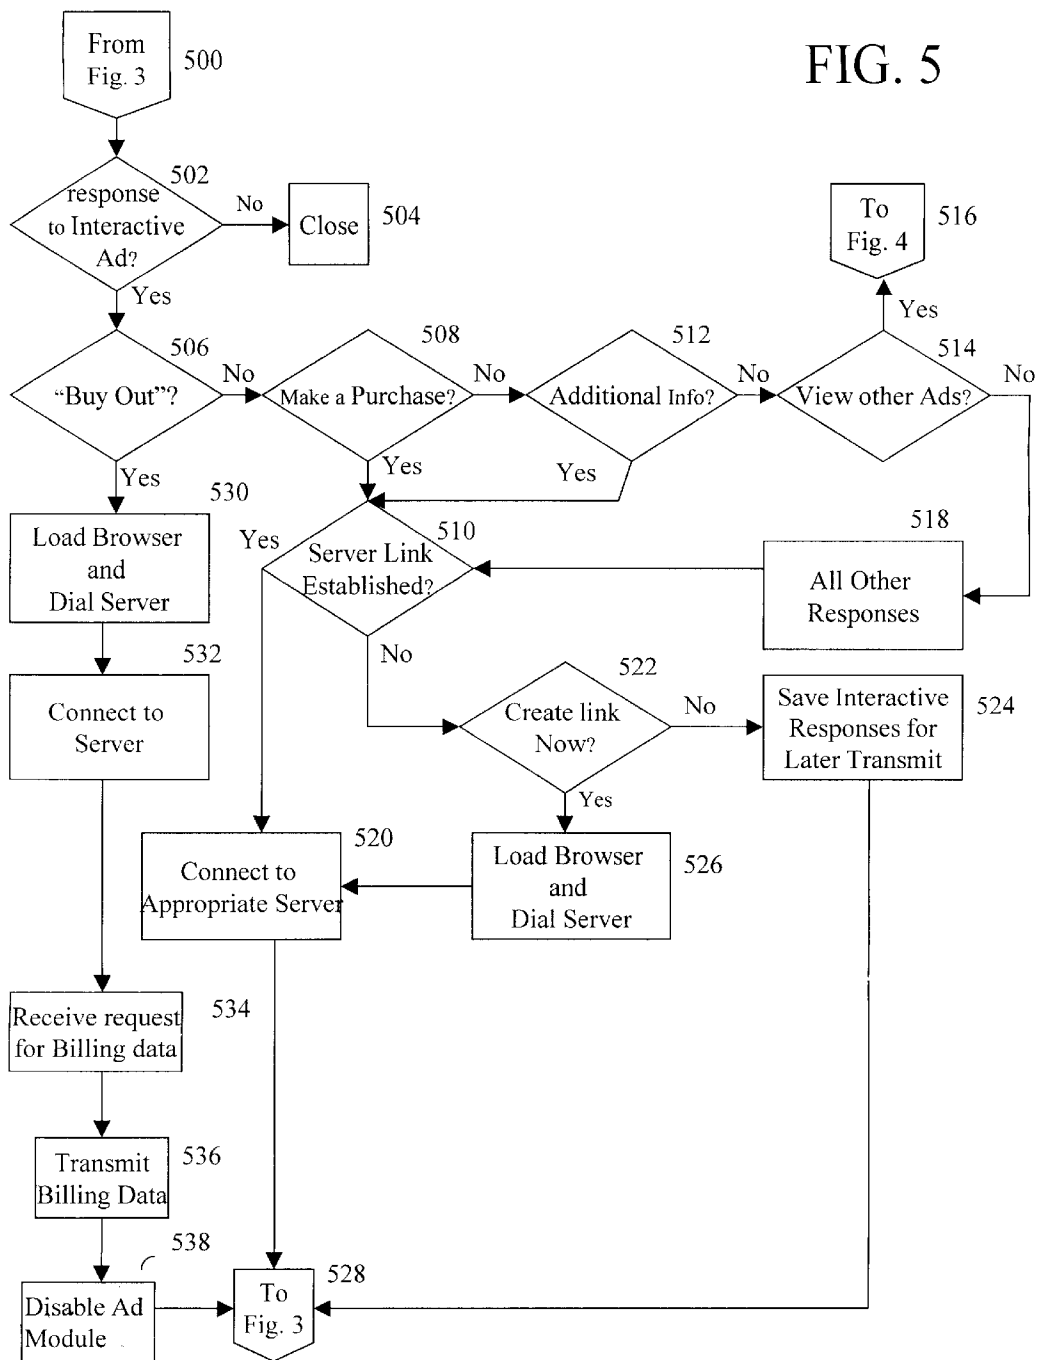 FIG. 5
From
Fig. 3
500
502
response
to Interactive
Ad?
No
Close
504
Yes
To
Fig. 4
516
Yes
506
"Buy Out"?
No
508
Make a Purchase?
No
512
Additional Info?
No
514
View other Ads?
No
Yes
Yes
Yes
530
Load Browser
and
Dial Server
Yes
510
Server Link
Established?
518
All Other
Responses
No
532
Connect to
Server
522
Create link
Now?
No
Save Interactive
Responses for
Later Transmit
524
Yes
520
Connect to
Appropriate Server
Load Browser
and
Dial Server
526
534
Receive request
for Billing data
536
Transmit
Billing Data
538
Disable Ad
Module
528
To
Fig. 3